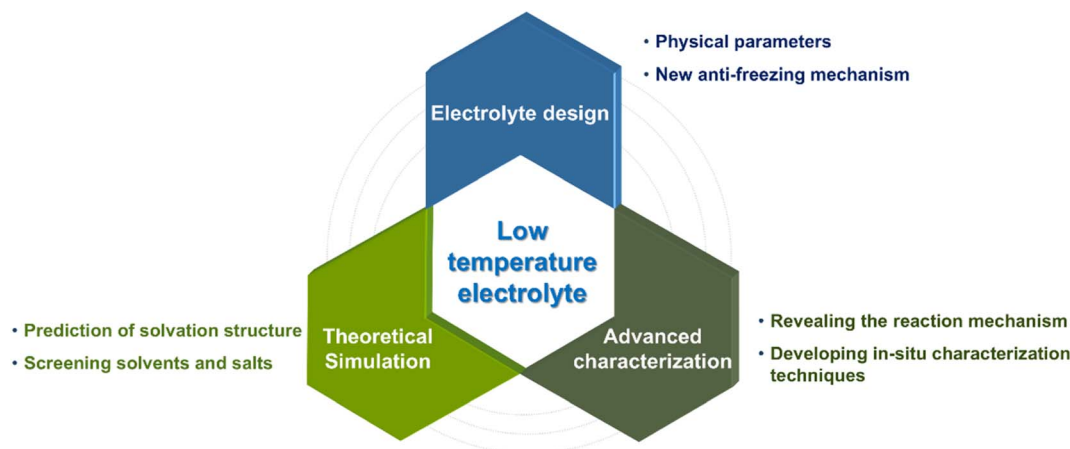 • Physical parameters
• New anti-freezing mechanism
Electrolyte design
Low
temperature
electrolyte
• Prediction of solvation structure
• Screening solvents and salts
Theoretical
Simulation
Advanced
characterization
• Revealing the reaction mechanism
• Developing in-situ characterization
techniques